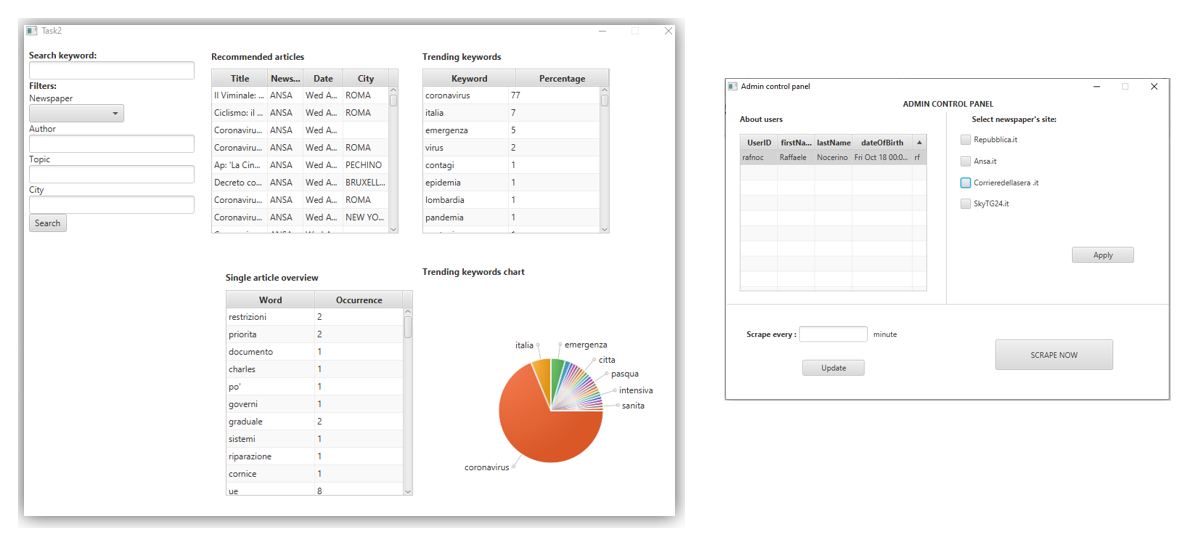 Task2
Search keyword:
Filters:
Newspaper
Author
Topic
City
Search
Recommended articles
Title News... Date City
Il Viminale: ... ANSA Wed A... ROMA
Ciclismo: il ... ANSA Wed A... ROMA
Coronaviru... ANSA Wed A...
Coronaviru... ANSA Wed A... ROMA
Ap: 'La Cin... ANSA Wed A... PECHINO
Decreto co... ANSA Wed A... BRUXELL...
Coronaviru... ANSA Wed A... ROMA
Coronaviru... ANSA Wed A... NEW YO...
Trending keywords
Keyword Percentage
coronavirus 77
italia 7
emergenza 5
virus 2
contagi 1
epidemia 1
lombardia 1
pandemia 1
Single article overview
Word Occurrence
restrizioni 2
priorita 2
documento 1
charles 1
po' 1
governi 1
graduale 2
sistemi 1
riparazione 1
cornice 1
ue 8
Trending keywords chart
italia
emergenza
citta
pasqua
intensiva
sanita
coronavirus
Admin control panel
ADMIN CONTROL PANEL
About users
UserID firstNa... lastName dateOfBirth
rafnoc Raffaele Nocerino Fri Oct 18 00:0... rf
Select newspaper's site:
Repubblica.it
Ansa.it
Corrieredellasera .it
SkyTG24.it
Apply
Scrape every : minute
Update
SCRAPE NOW